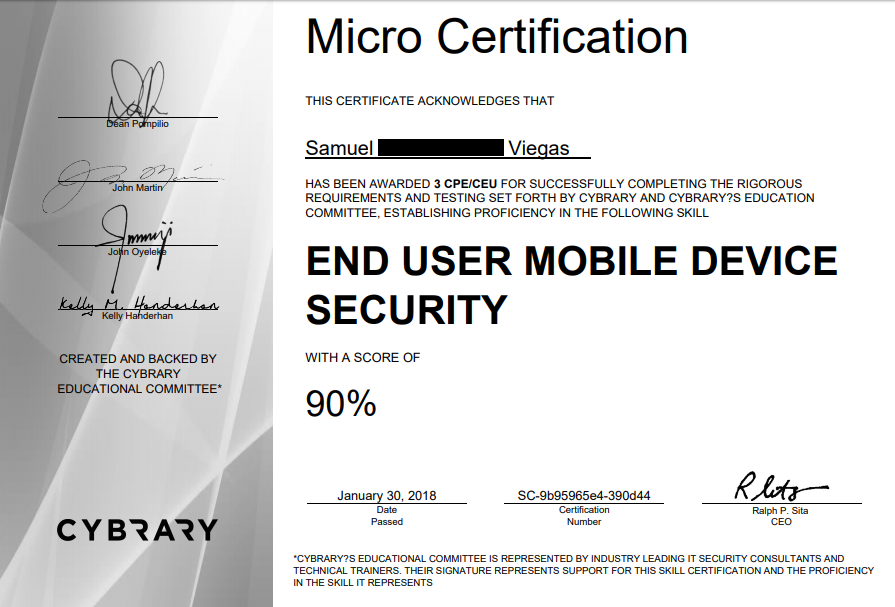 Micro Certification
THIS CERTIFICATE ACKNOWLEDGES THAT
Samuel Viegas
HAS BEEN AWARDED 3 CPE/CEU FOR SUCCESSFULLY COMPLETING THE RIGOROUS
REQUIREMENTS AND TESTING SET FORTH BY CYBRARY AND CYBRARY?S EDUCATION
COMMITTEE, ESTABLISHING PROFICIENCY IN THE FOLLOWING SKILL
END USER MOBILE DEVICE
SECURITY
WITH A SCORE OF
90%
January 30, 2018
Date
Passed
SC-9b95965e4-390d44
Certification
Number
Ralph P. Sita
CEO
*CYBRARY?S EDUCATIONAL COMMITTEE IS REPRESENTED BY INDUSTRY LEADING IT SECURITY CONSULTANTS AND
TECHNICAL TRAINERS. THEIR SIGNATURE REPRESENTS SUPPORT FOR THIS SKILL CERTIFICATION AND THE PROFICIENCY
IN THE SKILL IT REPRESENTS
Dean Pompilio
John Martin
John Oyeleke
Kelly M. Handerhan
Kelly Handerhan
CREATED AND BACKED BY
THE CYBRARY
EDUCATIONAL COMMITTEE*
CYBRARY